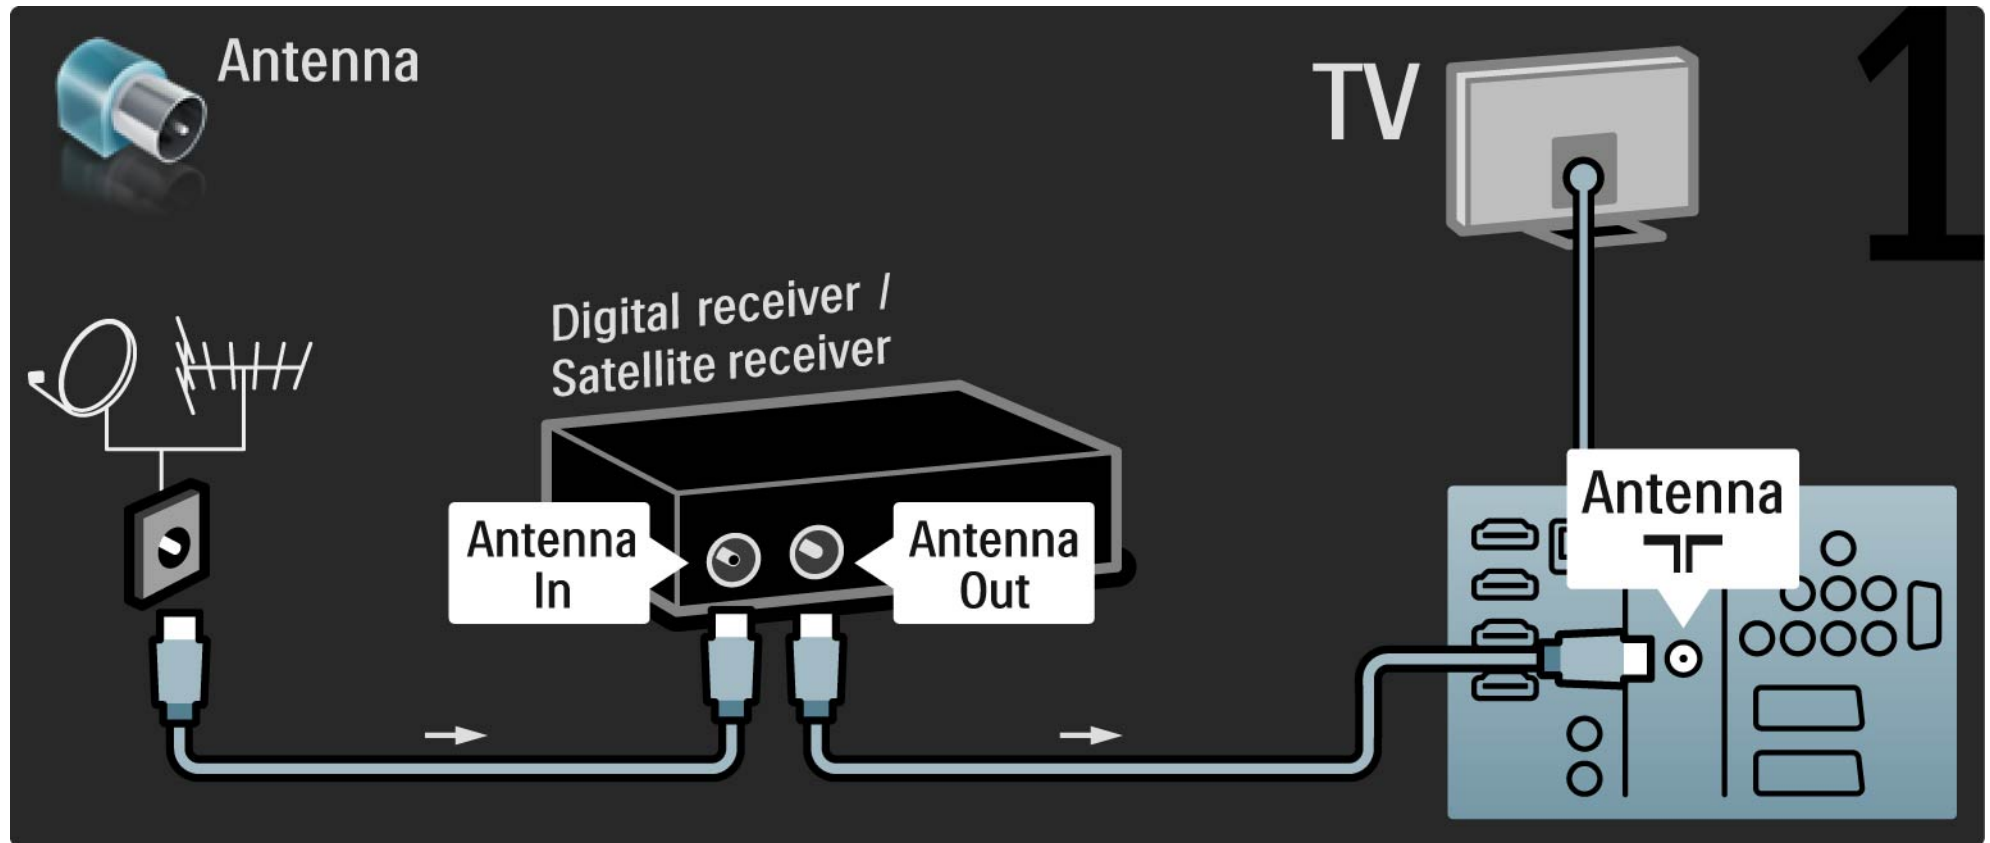 Antenna
TV
1
Digital receiver /
Satellite receiver
Antenna
In
Antenna
Out
Antenna